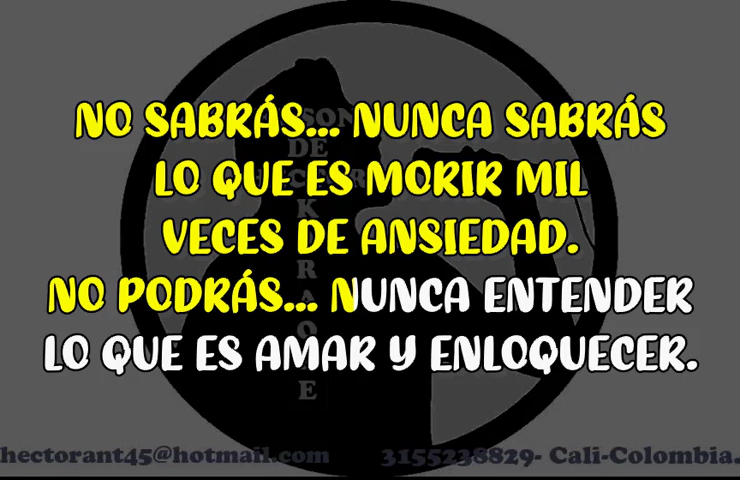 NO SABRÁS... NUNCA SABRÁS
LO QUE ES MORIR MIL
VECES DE ANSIEDAD.
NO PODRÁS... NUNCA ENTENDER
LO QUE ES AMAR Y ENLOQUECER.
hectorant45@hotmail.com 3155238829- Cali-Colombia.